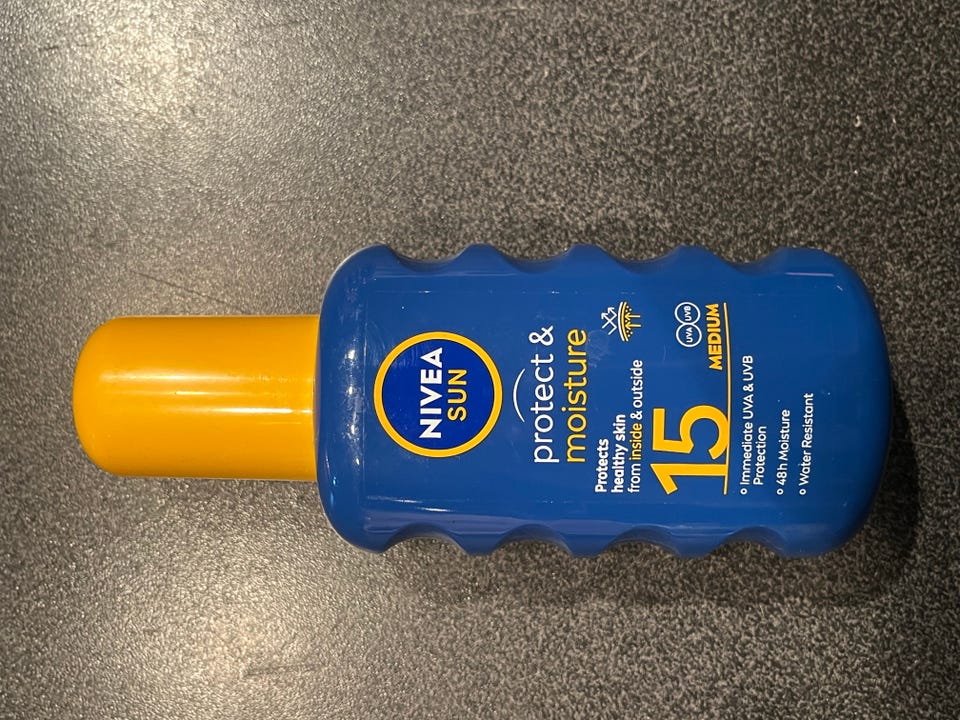 NIVEA
SUN
protect &
moisture
Protects
healthy skin
from inside & outside
15
MEDIUM
UVA UVB
• Immediate UVA & UVB
Protection
• 48h Moisture
• Water Resistant